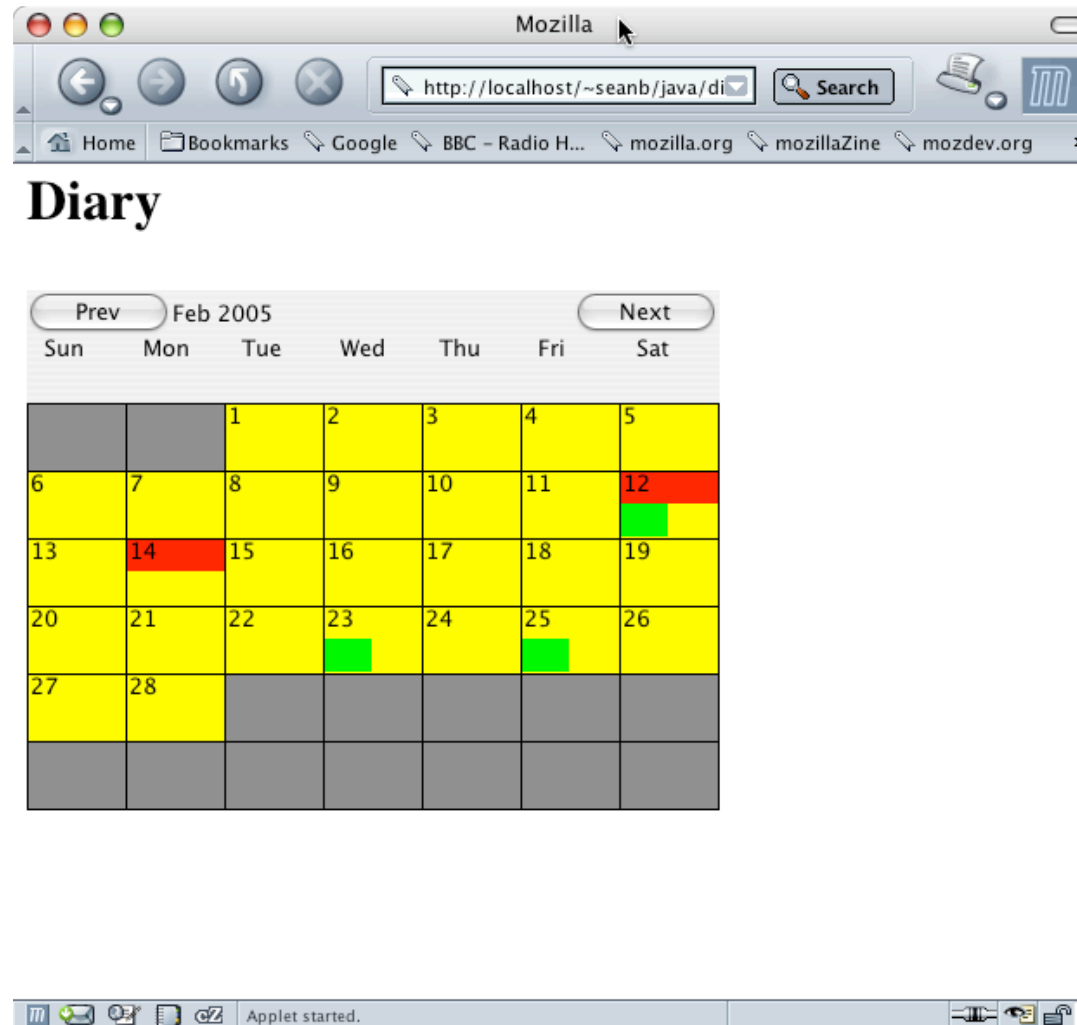 Mozilla
http://localhost/~seanb/java/di
Search
Home Bookmarks Google BBC – Radio H... mozilla.org mozillaZine mozdev.org
Diary
Prev Feb 2005 Next
Sun Mon Tue Wed Thu Fri Sat
1 2 3 4 5
6 7 8 9 10 11 12
13 14 15 16 17 18 19
20 21 22 23 24 25 26
27 28
Applet started.